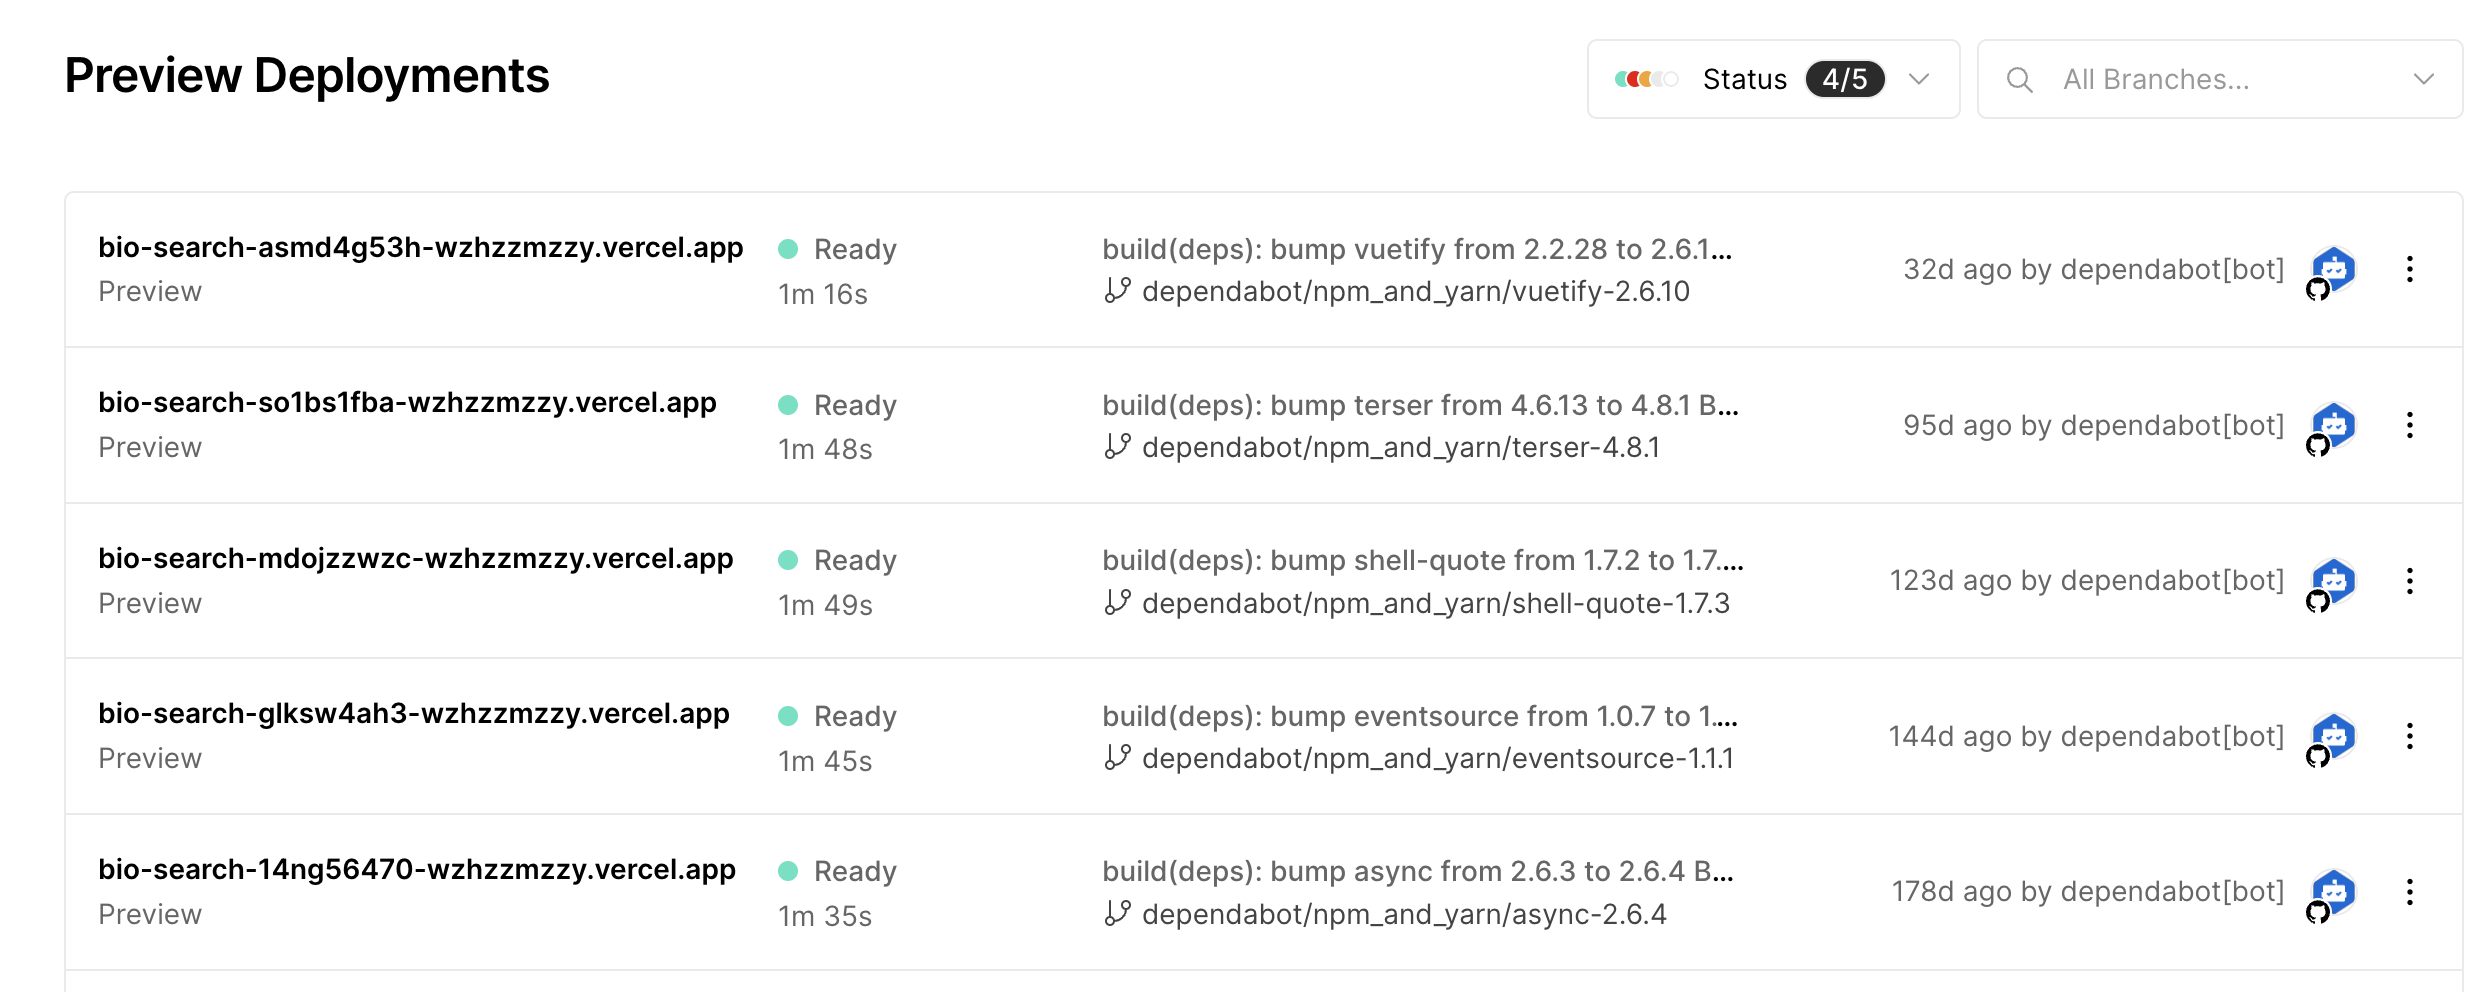 Preview Deployments
Status 4/5
All Branches...
bio-search-asmd4g53h-wzhzzmzzy.vercel.app
Preview
Ready
1m 16s
build(deps): bump vuetify from 2.2.28 to 2.6.1...
dependabot/npm_and_yarn/vuetify-2.6.10
32d ago by dependabot[bot]
bio-search-so1bs1fba-wzhzzmzzy.vercel.app
Preview
Ready
1m 48s
build(deps): bump terser from 4.6.13 to 4.8.1 B...
dependabot/npm_and_yarn/terser-4.8.1
95d ago by dependabot[bot]
bio-search-mdojzzwzc-wzhzzmzzy.vercel.app
Preview
Ready
1m 49s
build(deps): bump shell-quote from 1.7.2 to 1.7....
dependabot/npm_and_yarn/shell-quote-1.7.3
123d ago by dependabot[bot]
bio-search-glksw4ah3-wzhzzmzzy.vercel.app
Preview
Ready
1m 45s
build(deps): bump eventsource from 1.0.7 to 1....
dependabot/npm_and_yarn/eventsource-1.1.1
144d ago by dependabot[bot]
bio-search-14ng56470-wzhzzmzzy.vercel.app
Preview
Ready
1m 35s
build(deps): bump async from 2.6.3 to 2.6.4 B...
dependabot/npm_and_yarn/async-2.6.4
178d ago by dependabot[bot]